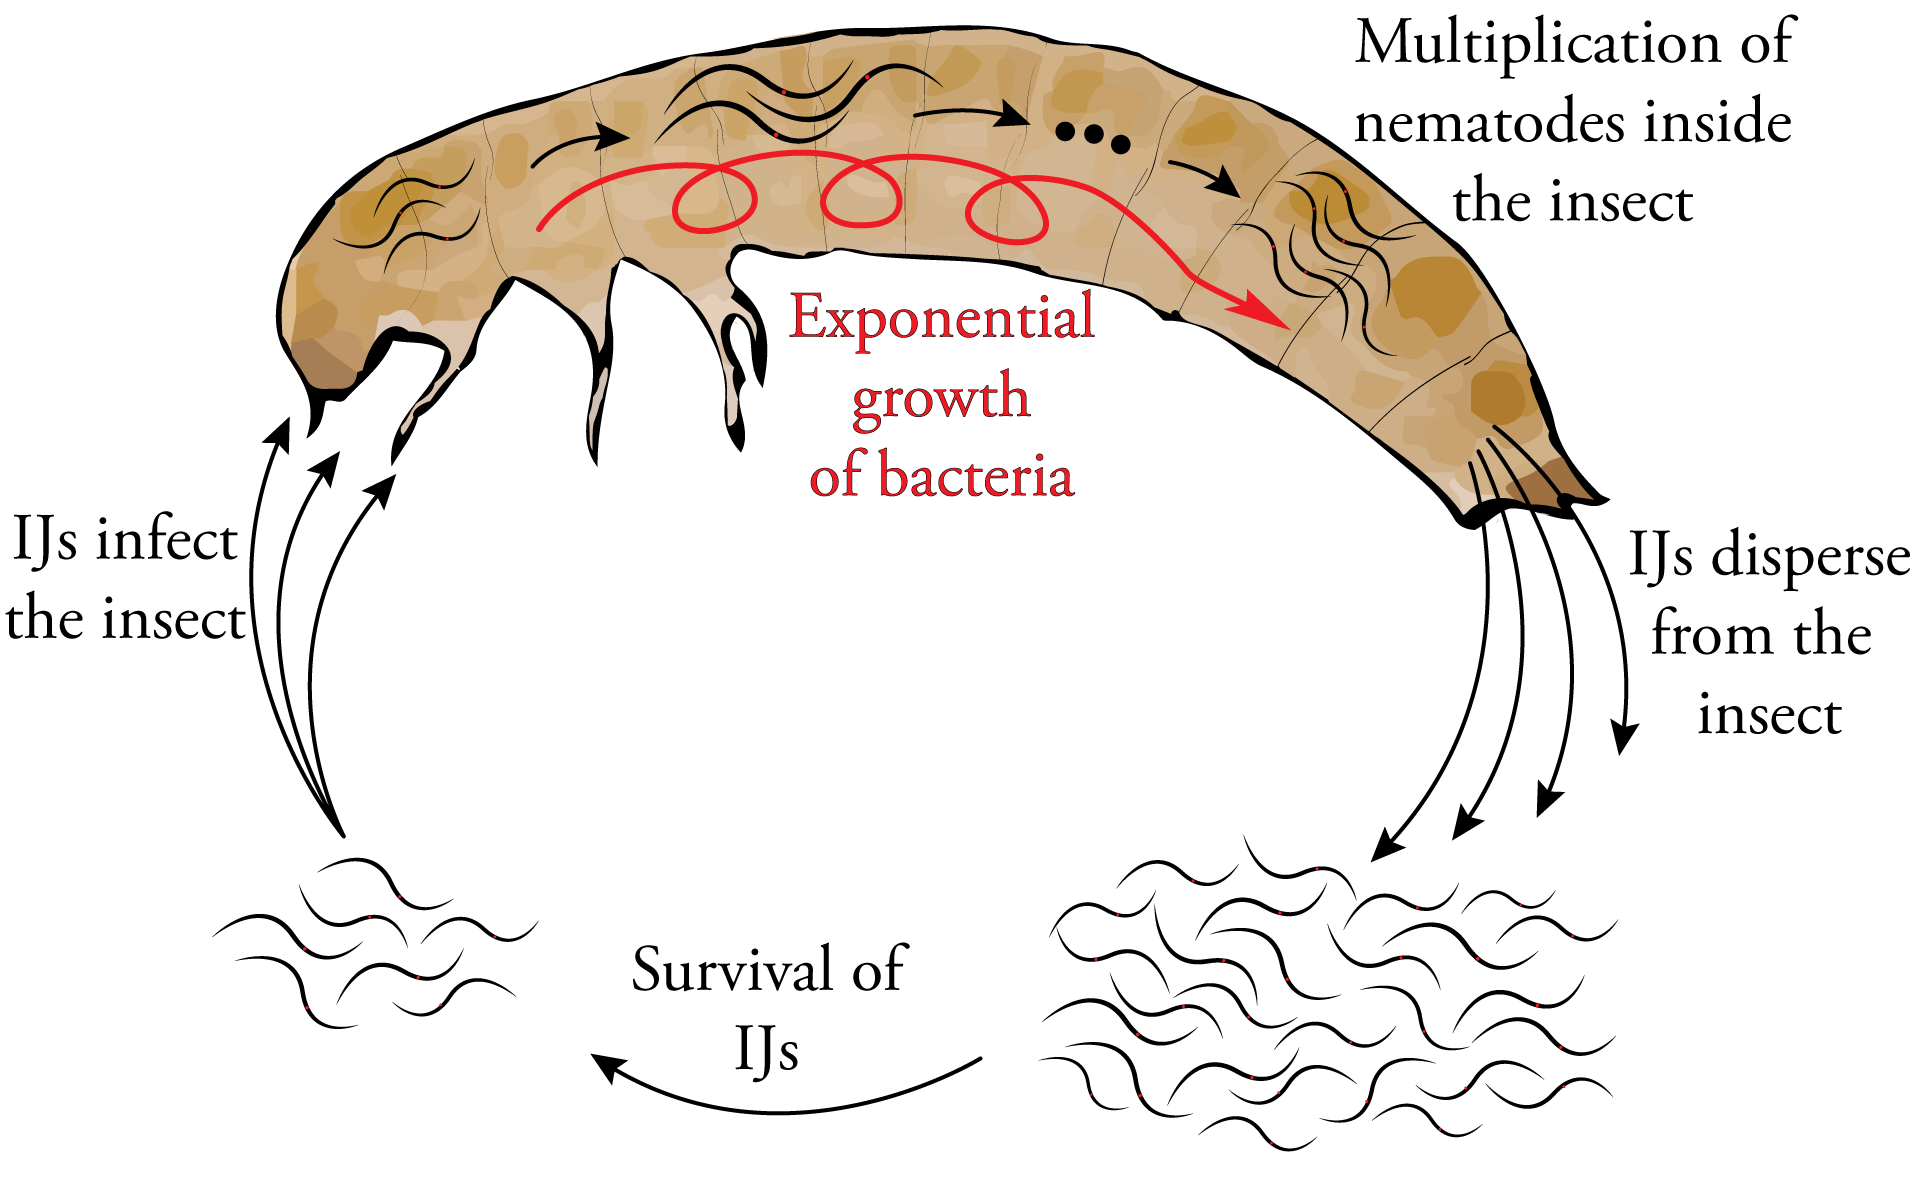 Multiplication of
nematodes inside
the insect
Exponential
growth
of bacteria
IJs infect
the insect
IJs disperse
from the
insect
Survival of
IJs